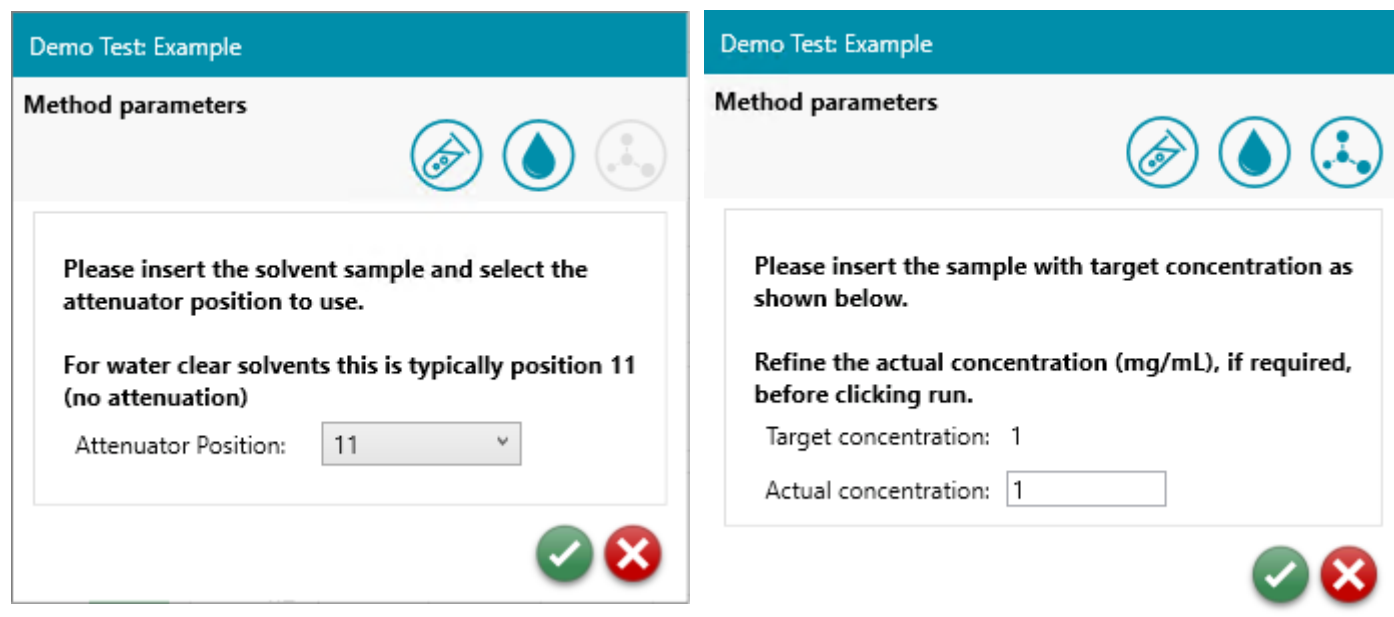 Demo Test: Example
Method parameters
Please insert the solvent sample and select the
attenuator position to use.
For water clear solvents this is typically position 11
(no attenuation)
Attenuator Position: 11
Demo Test: Example
Method parameters
Please insert the sample with target concentration as
shown below.
Refine the actual concentration (mg/mL), if required,
before clicking run.
Target concentration: 1
Actual concentration: 1